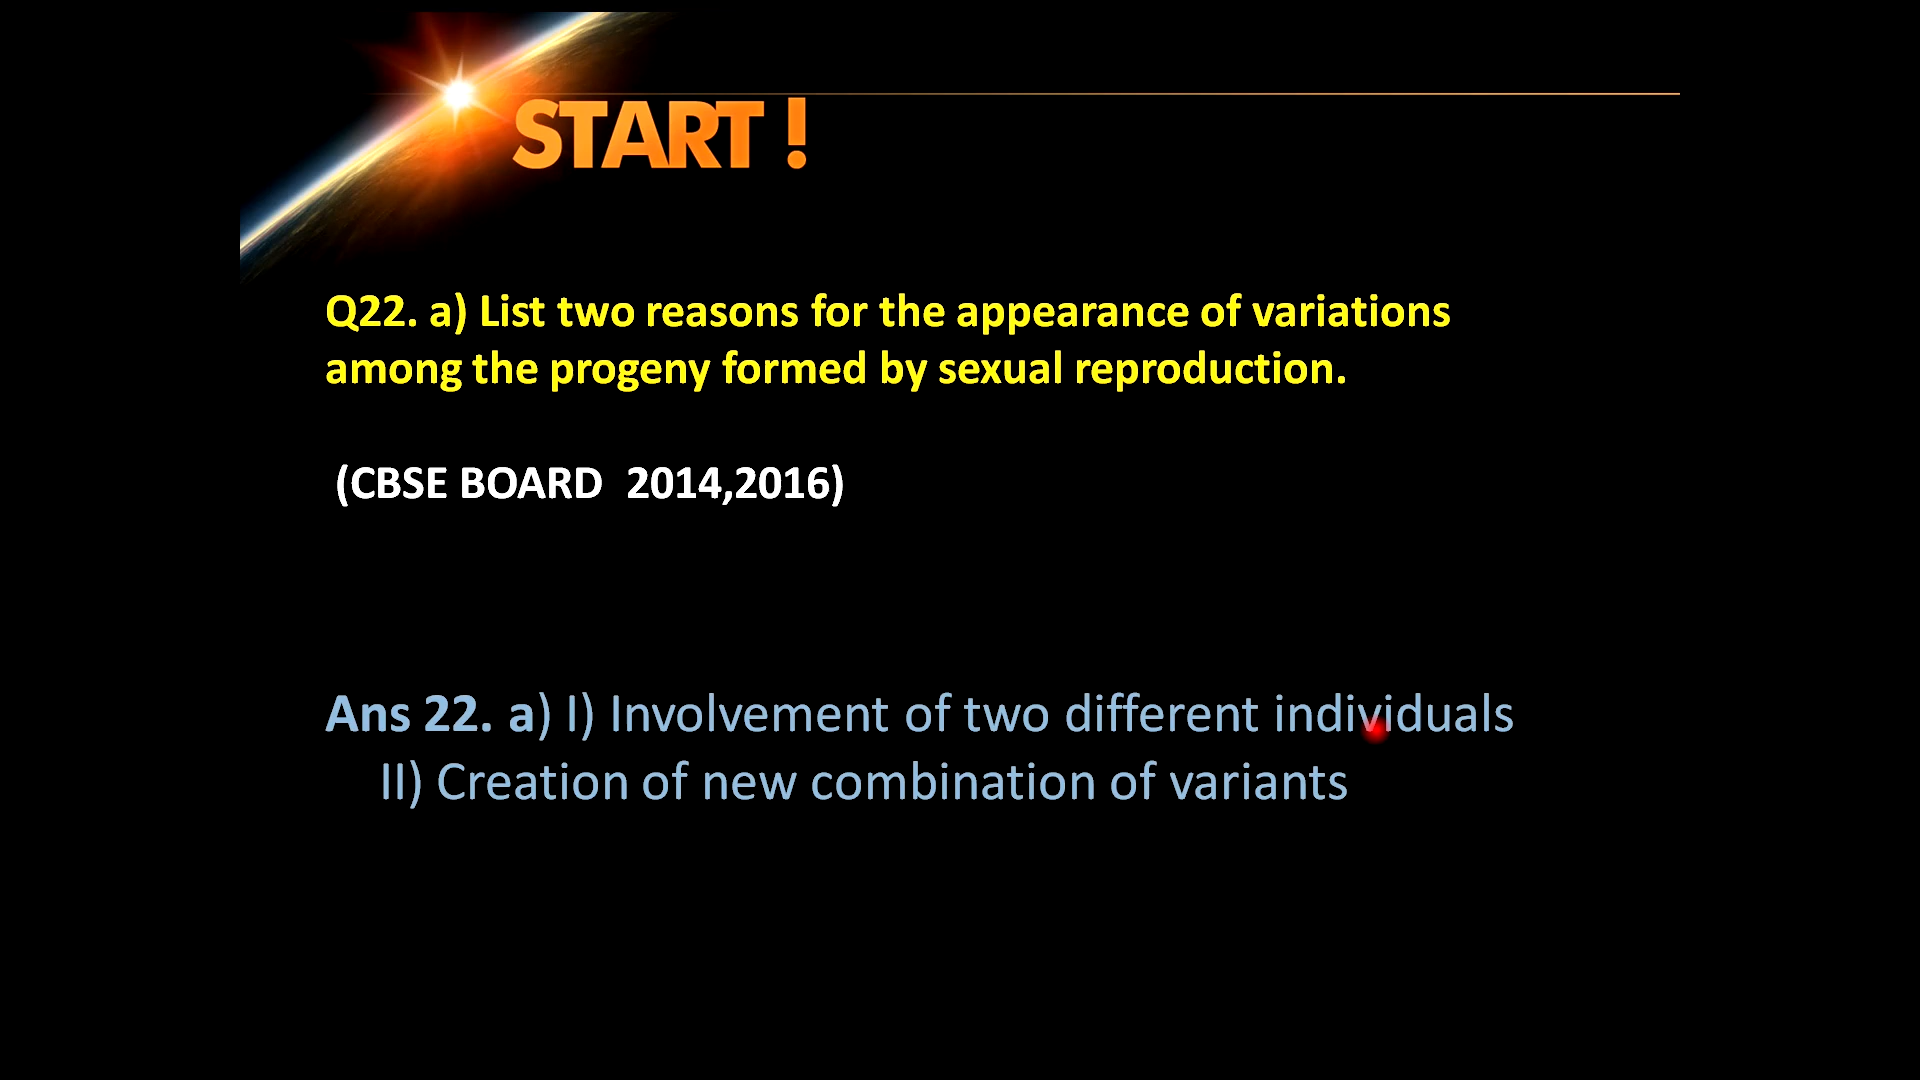 START !
Q22. a) List two reasons for the appearance of variations
among the progeny formed by sexual reproduction.
(CBSE BOARD 2014,2016)
Ans 22. a) I) Involvement of two different individuals
II) Creation of new combination of variants